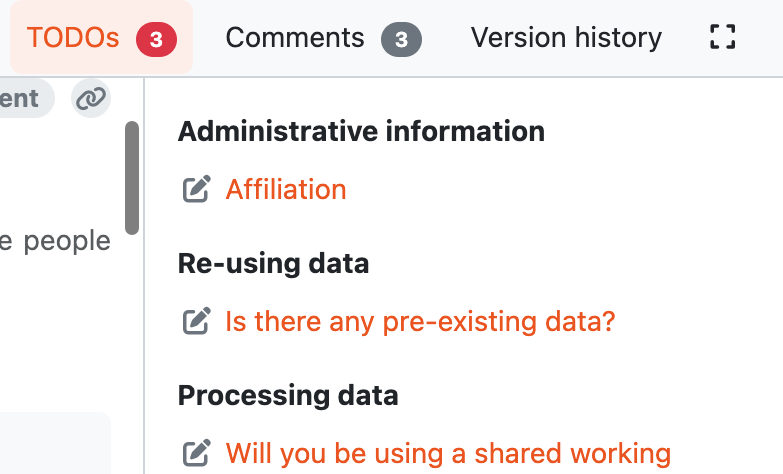 TODOs 3 Comments 3 Version history
ent
Administrative information
Affiliation
e people
Re-using data
Is there any pre-existing data?
Processing data
Will you be using a shared working